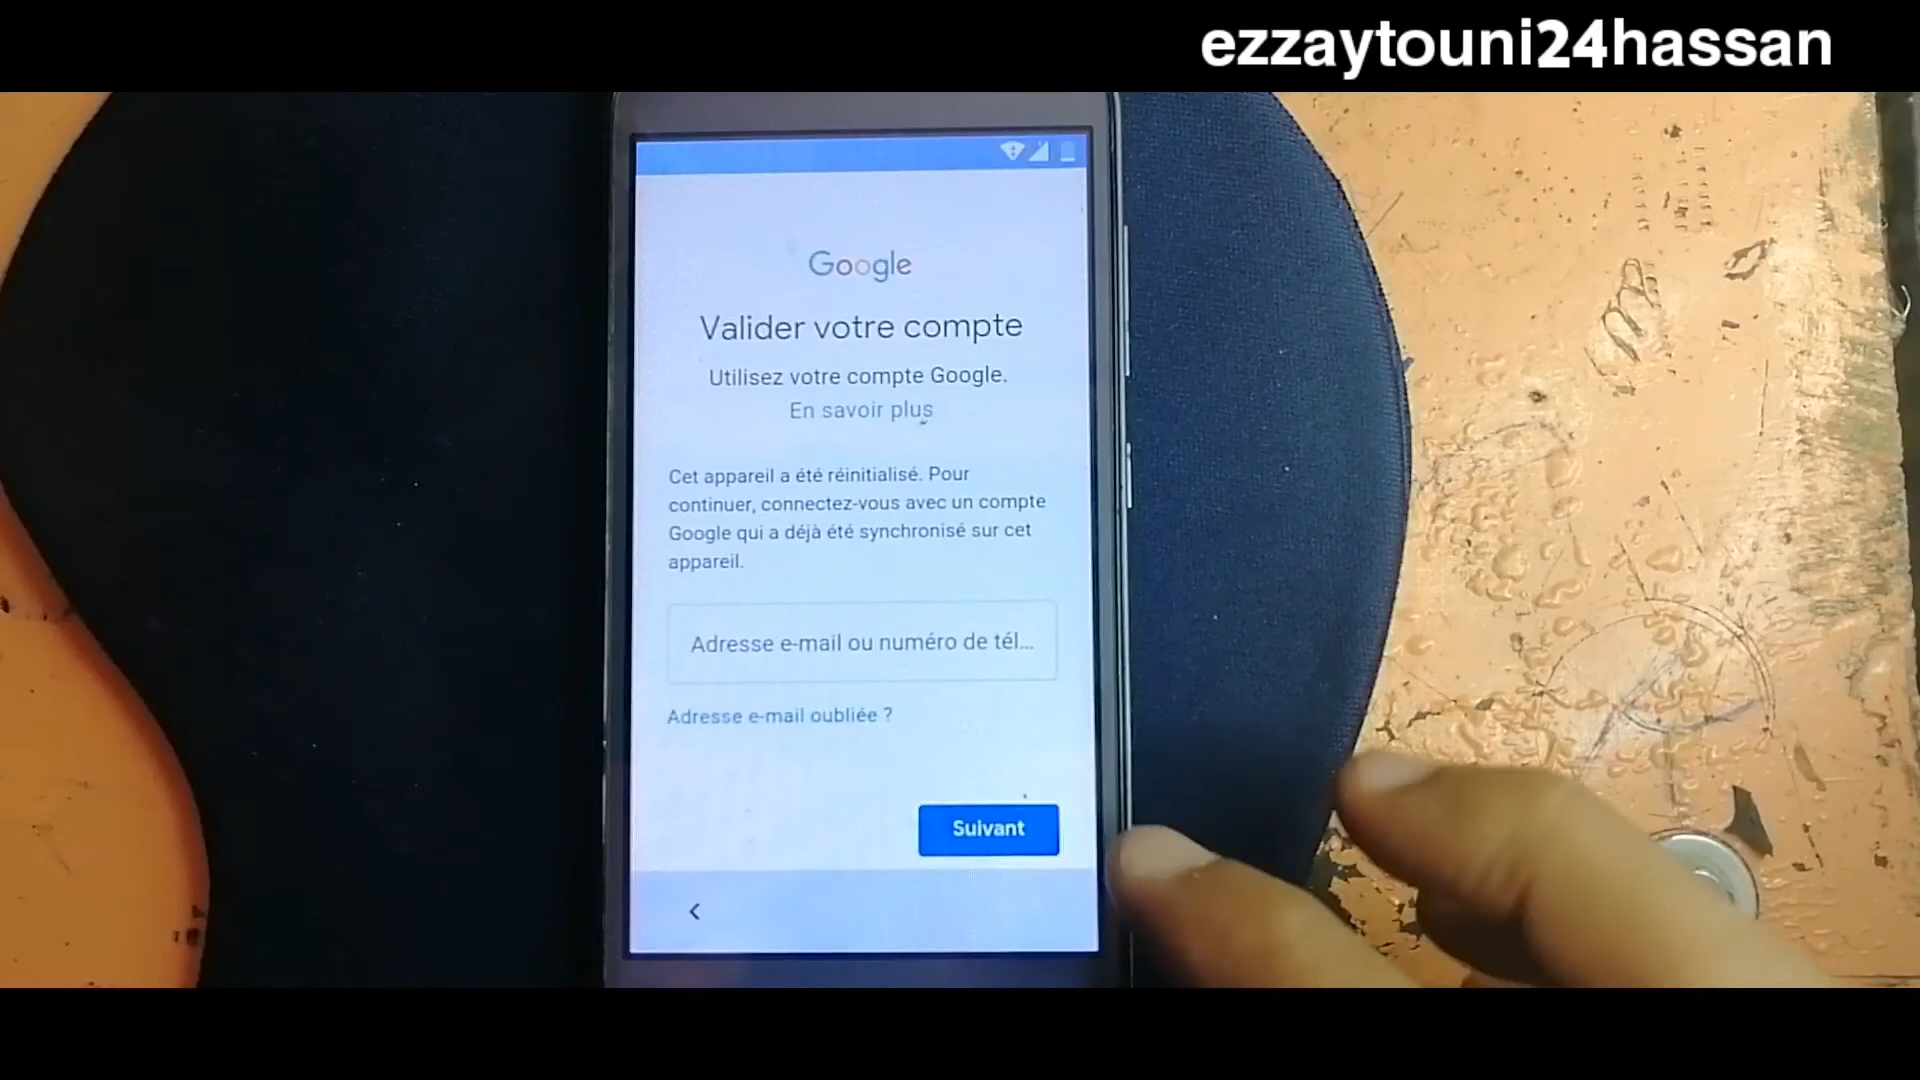 ezzaytouni24hassan
Google
Valider votre compte
Utilisez votre compte Google.
En savoir plus
Cet appareil a été réinitialisé. Pour
continuer, connectez-vous avec un compte
Google qui a déjà été synchronisé sur cet
appareil.
Adresse e-mail ou numéro de tél...
Adresse e-mail oubliée ?
Suivant